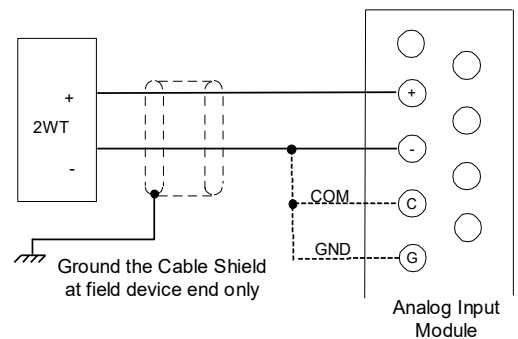 +
2WT
-
+
-
COM
C
GND
G
Ground the Cable Shield
at field device end only
Analog Input
Module